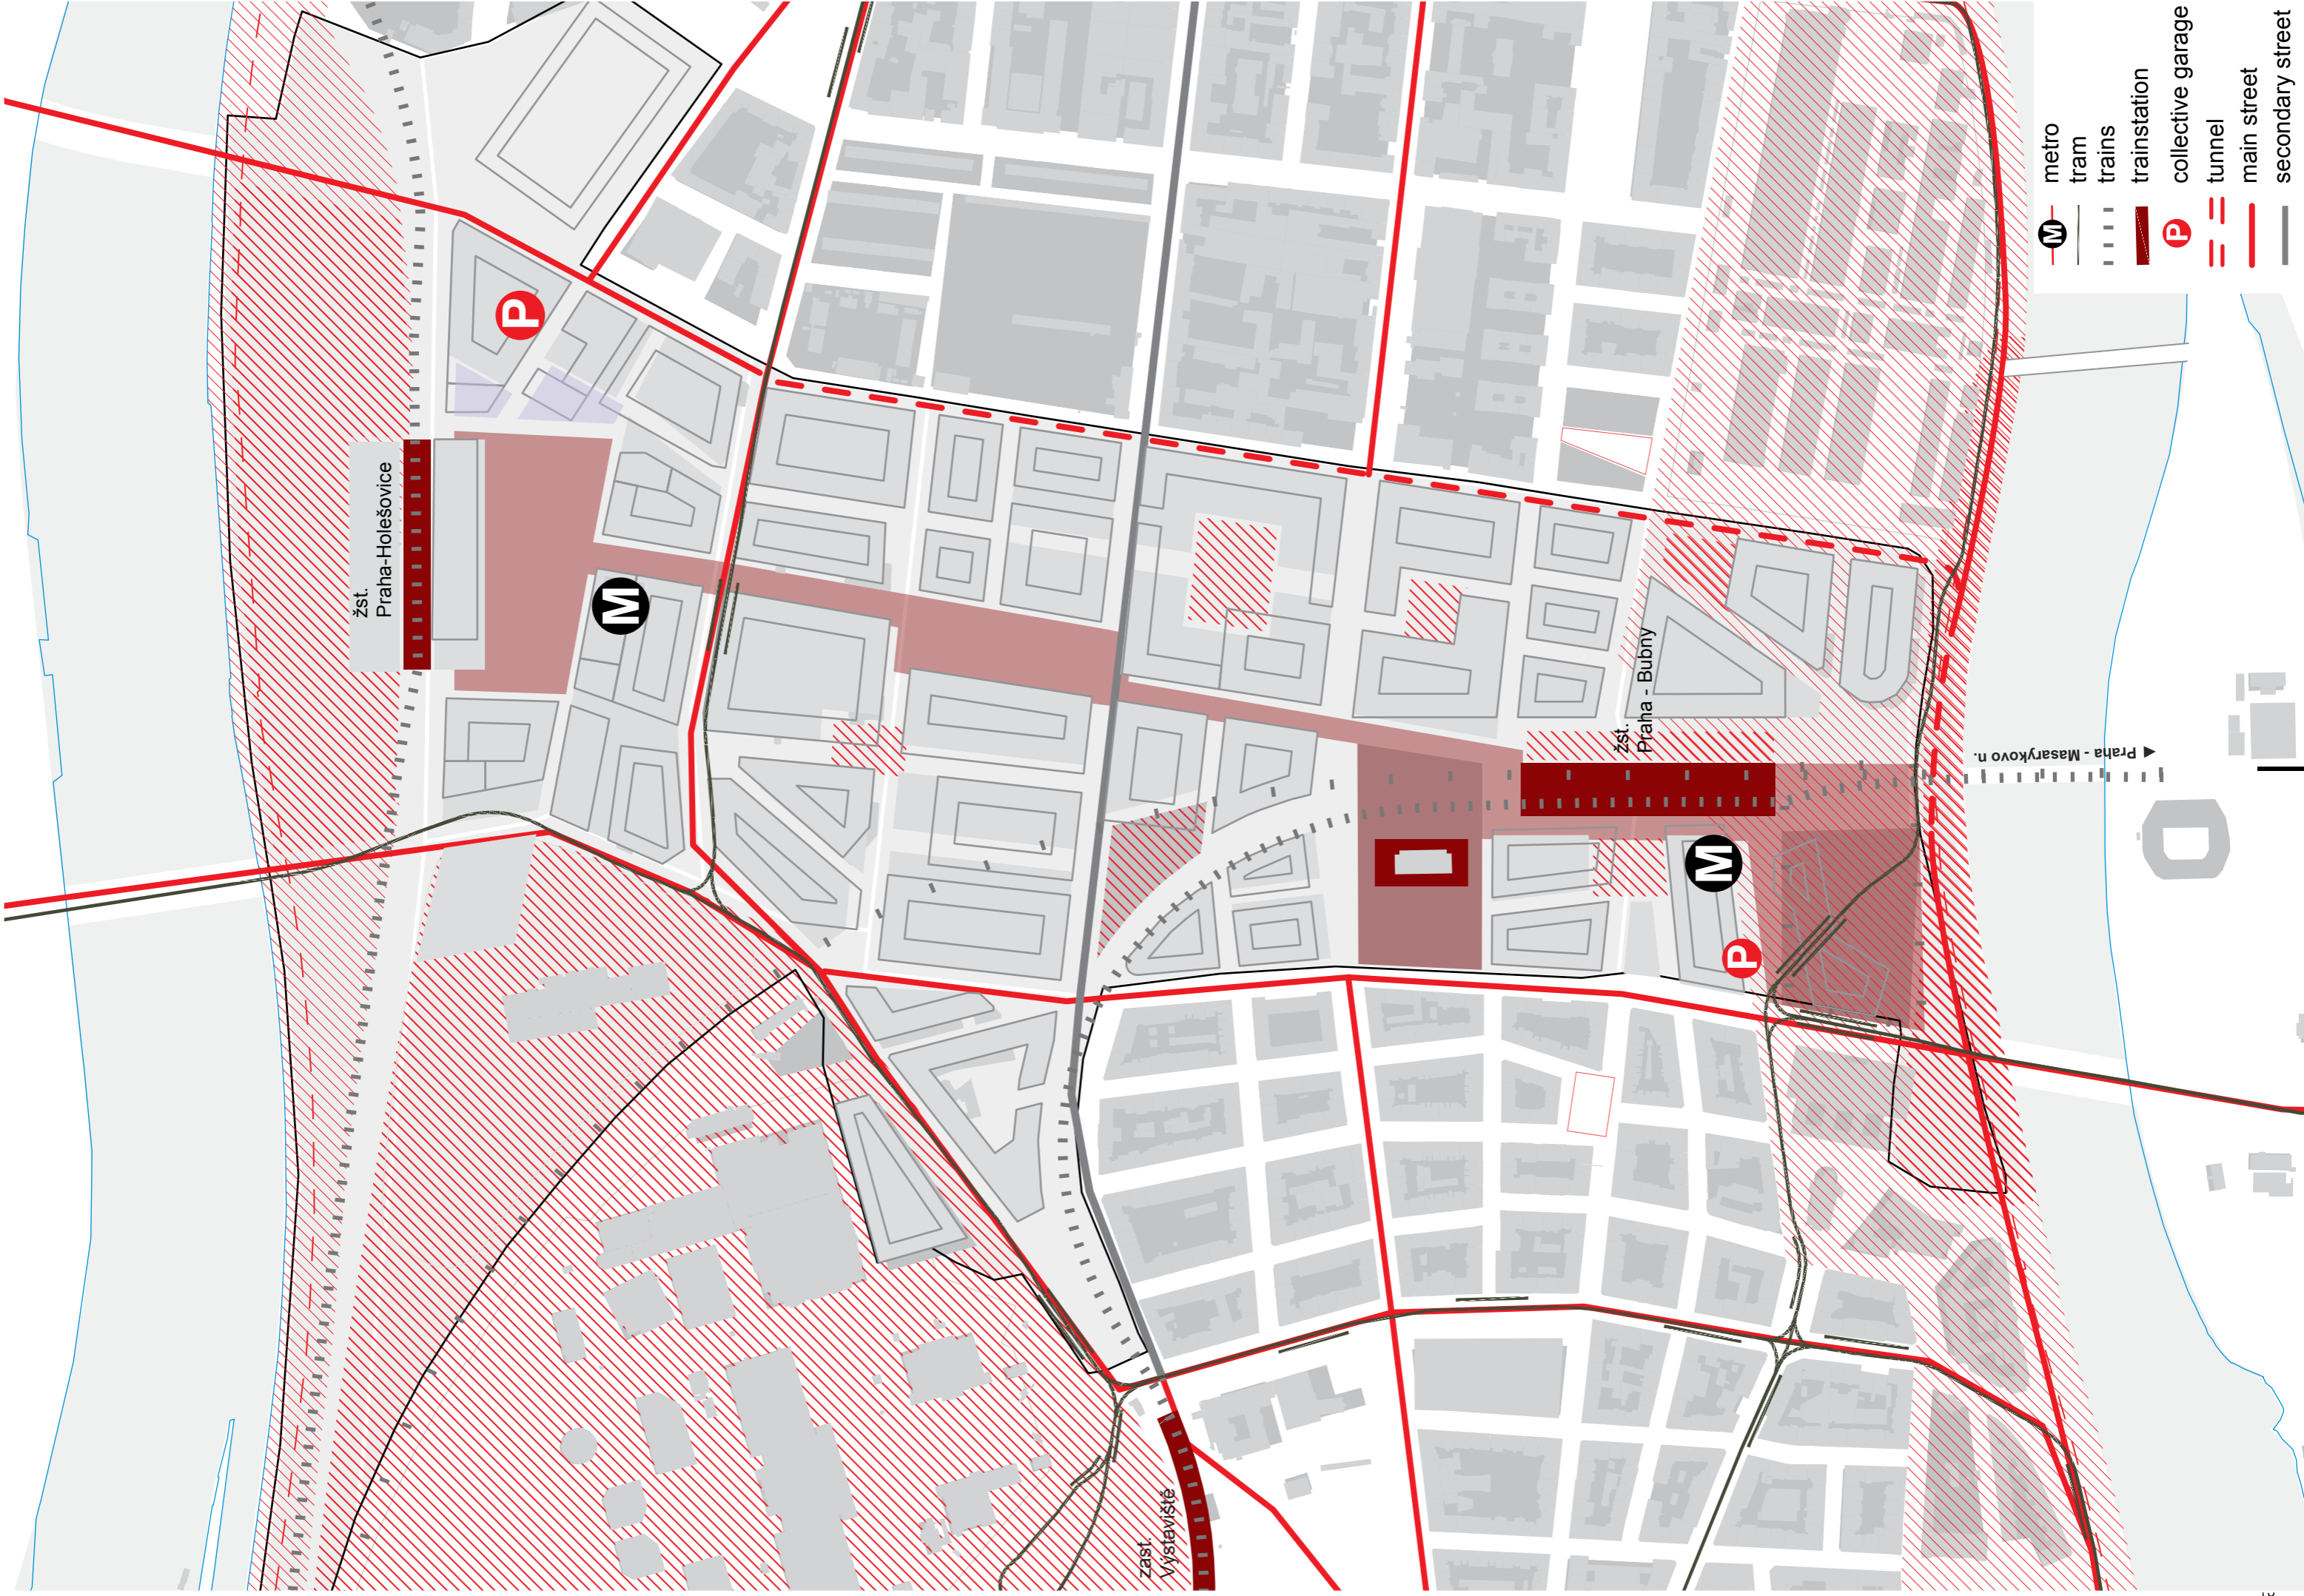 žst.
Praha-Holešovice
M
P
žst.
Praha - Bubny
M
P
zast.
Výstaviště
◀ Praha - Masarykovo n.
M metro
tram
trains
trainstation
P collective garage
tunnel
main street
secondary street